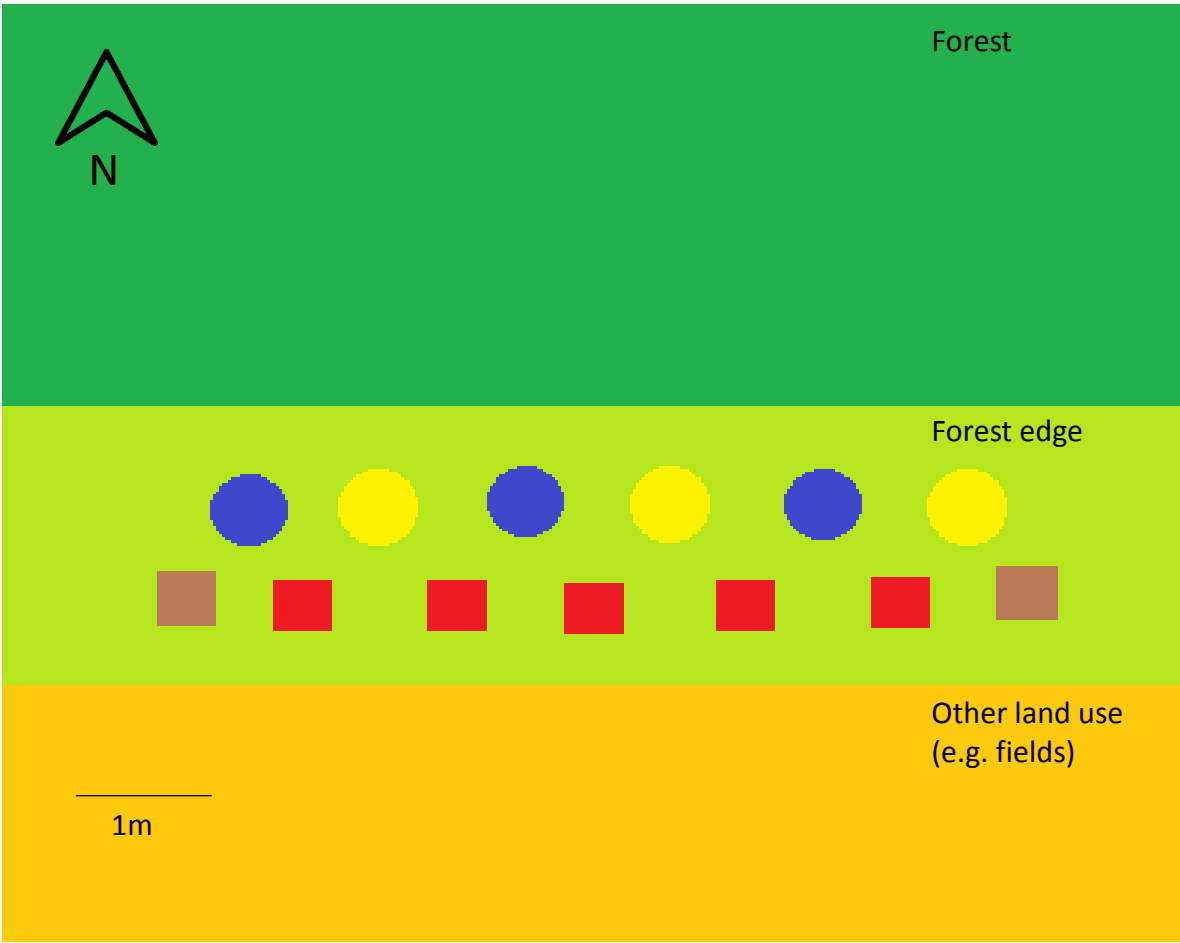 Forest
N
Forest edge
Other land use
(e.g. fields)
1m